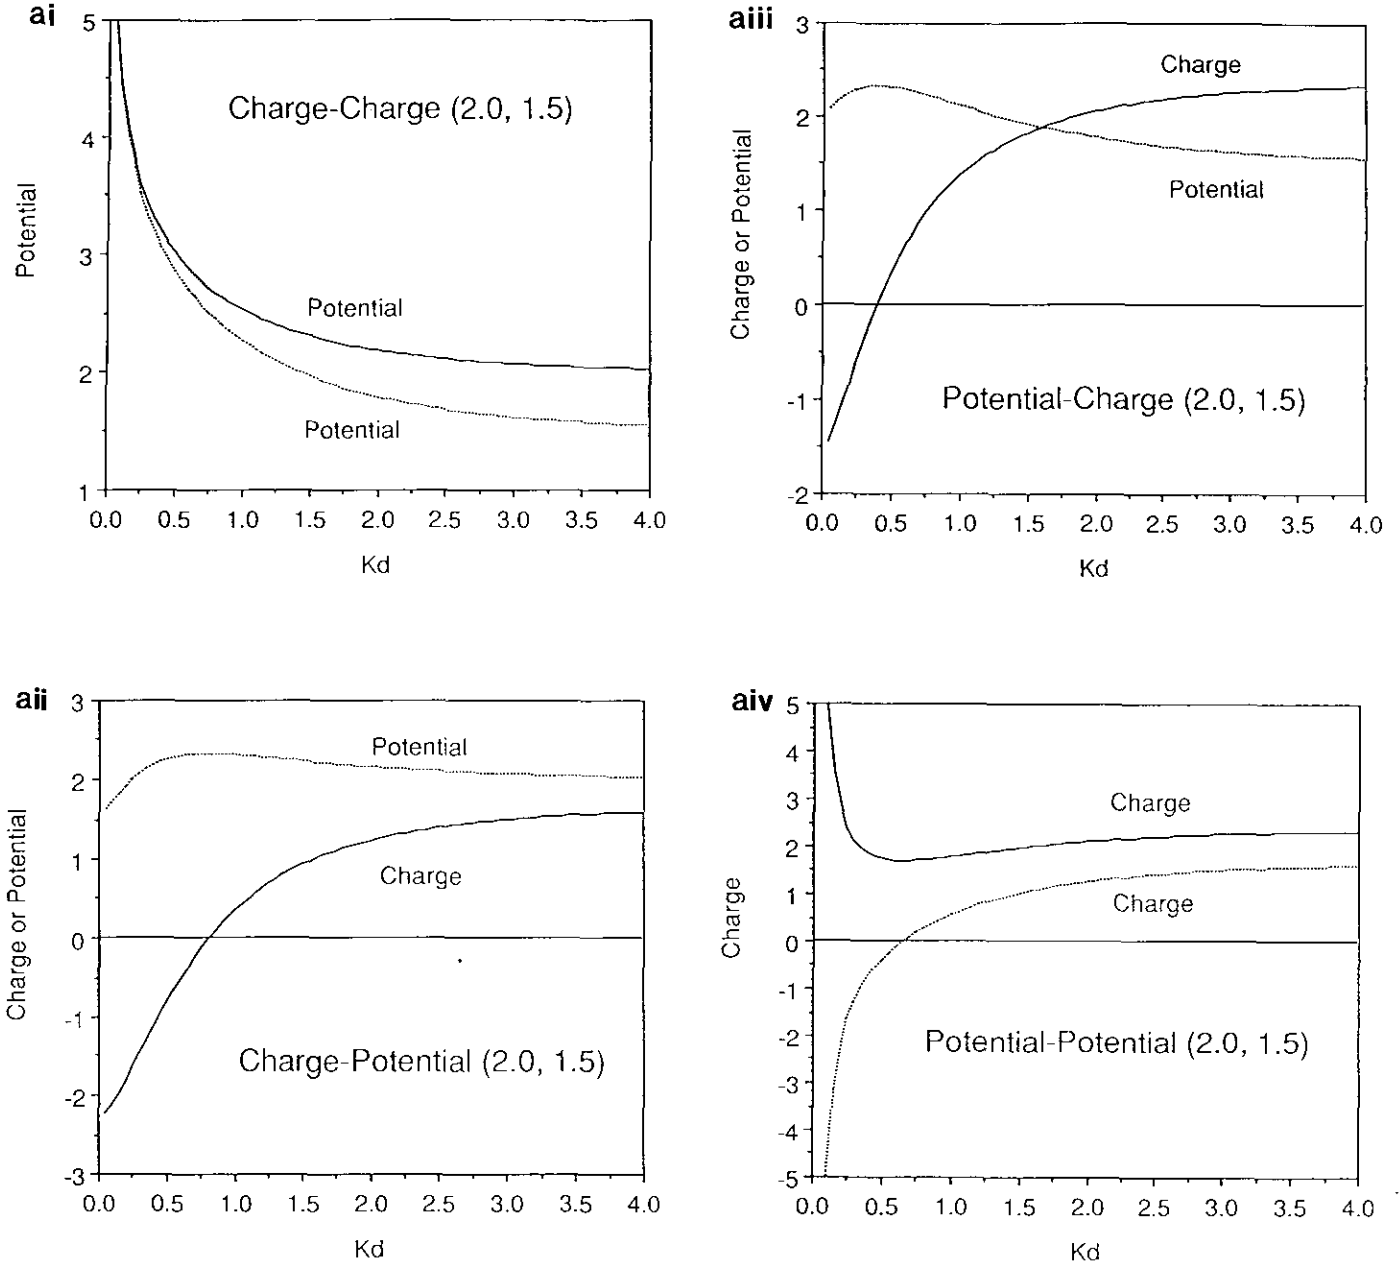 ai
5
4
3
2
1
Potential
Charge-Charge (2.0, 1.5)
Potential
Potential
0.0 0.5 1.0 1.5 2.0 2.5 3.0 3.5 4.0
Kd
aiii
3
2
1
0
-1
-2
Charge or Potential
Charge
Potential
Potential-Charge (2.0, 1.5)
0.0 0.5 1.0 1.5 2.0 2.5 3.0 3.5 4.0
Kd
aii
3
2
1
0
-1
-2
-3
Charge or Potential
Potential
Charge
Charge-Potential (2.0, 1.5)
0.0 0.5 1.0 1.5 2.0 2.5 3.0 3.5 4.0
Kd
aiv
5
4
3
2
1
0
-1
-2
-3
-4
-5
Charge
Charge
Charge
Potential-Potential (2.0, 1.5)
0.0 0.5 1.0 1.5 2.0 2.5 3.0 3.5 4.0
Kd